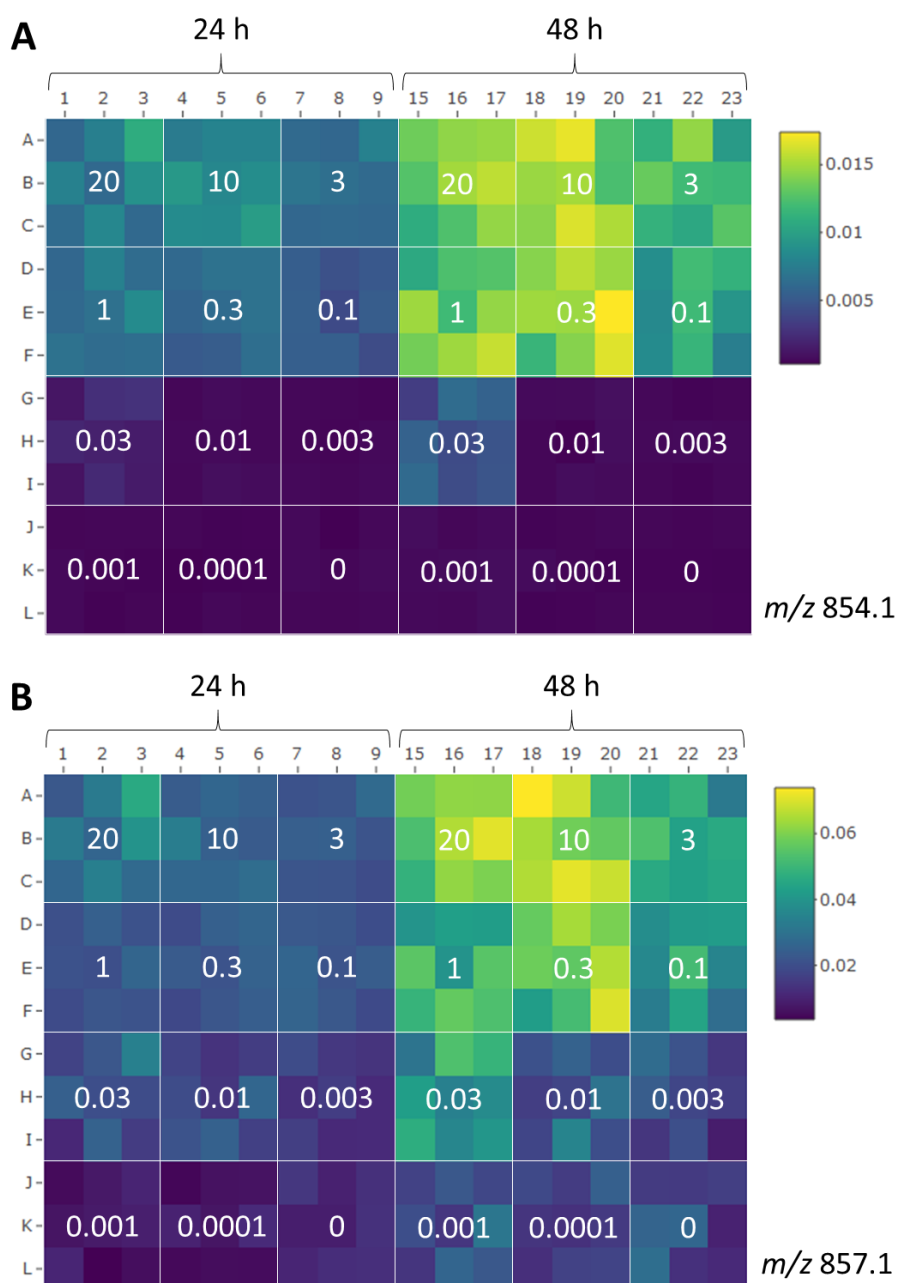 A
24 h 48 h
1 2 3 4 5 6 7 8 9 15 16 17 18 19 20 21 22 23
A
B 20 10 3 20 10 3
C
D
E 1 0.3 0.1 1 0.3 0.1
F
G
H 0.03 0.01 0.003 0.03 0.01 0.003
I
J
K 0.001 0.0001 0 0.001 0.0001 0
L
0.015
0.01
0.005
m/z 854.1
B
24 h 48 h
1 2 3 4 5 6 7 8 9 15 16 17 18 19 20 21 22 23
A
B 20 10 3 20 10 3
C
D
E 1 0.3 0.1 1 0.3 0.1
F
G
H 0.03 0.01 0.003 0.03 0.01 0.003
I
J
K 0.001 0.0001 0 0.001 0.0001 0
L
0.06
0.04
0.02
m/z 857.1